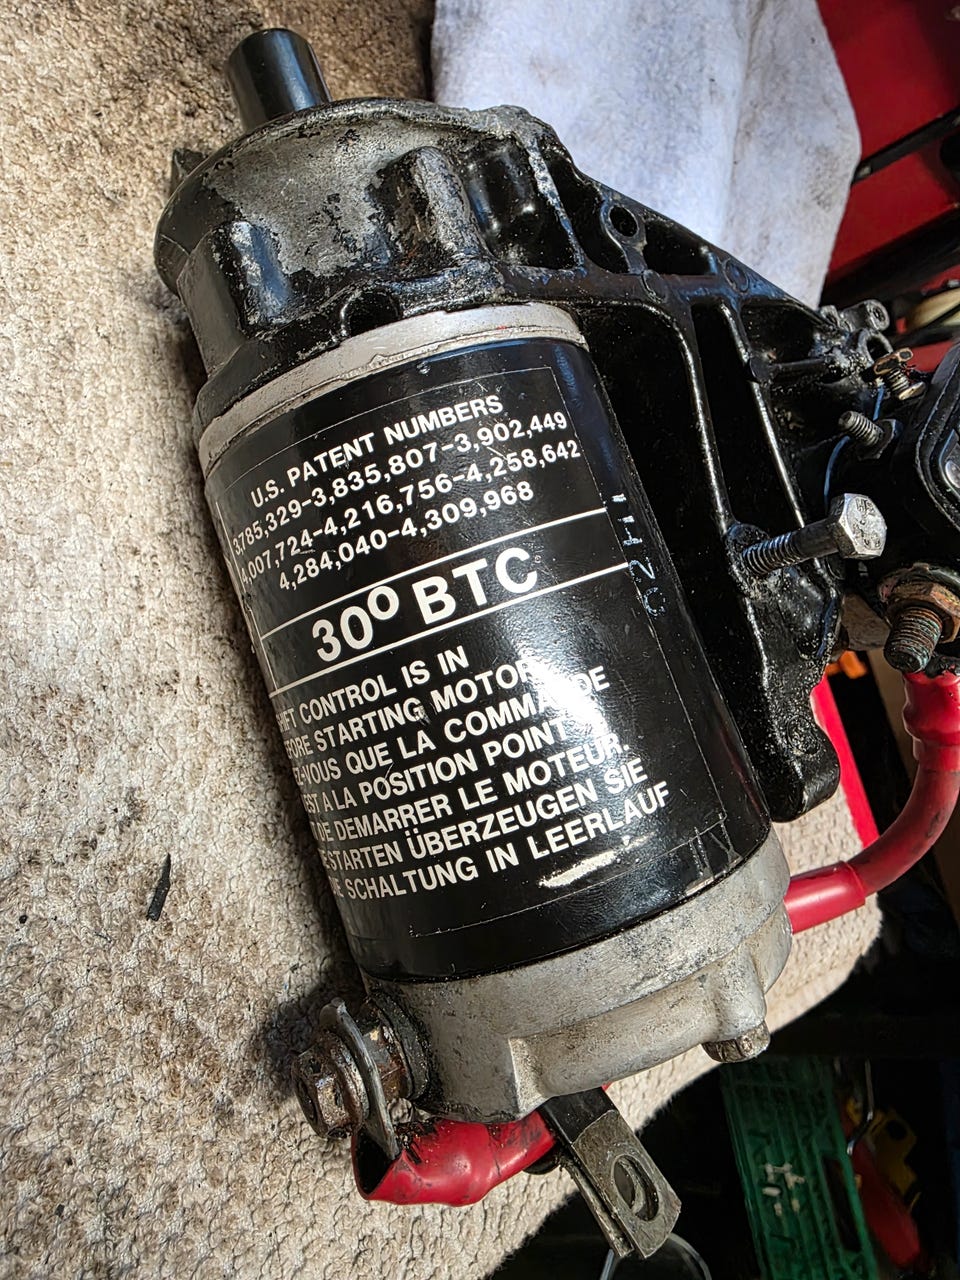 U.S. PATENT NUMBERS
3785,329-3,835,807-3,902,449
4,007,724-4,216,756-4,258,642
4,284,040-4,309,968
30º BTC
CONTROL IS IN
STARTING MOTOR
QUE LA COMMANDE
A LA POSITION POINT
DE DEMARRER LE MOTEUR.
STARTEN ÜBERZEUGEN SIE
SCHALTUNG IN LEERLAUF